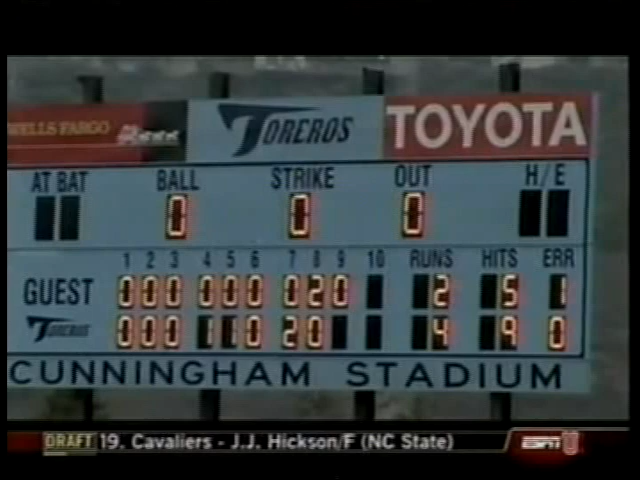 WELLS FARGO TOREROS TOYOTA
AT BAT BALL STRIKE OUT H/E
0 0 0
1 2 3 4 5 6 7 8 9 10 RUNS HITS ERR
GUEST 0 0 0 0 0 0 0 2 0 2 5 1
TOREROS 0 0 0 1 1 0 2 0 4 9 0
CUNNINGHAM STADIUM
DRAFT 19. Cavaliers - J.J. Hickson/F (NC State) ESPNU